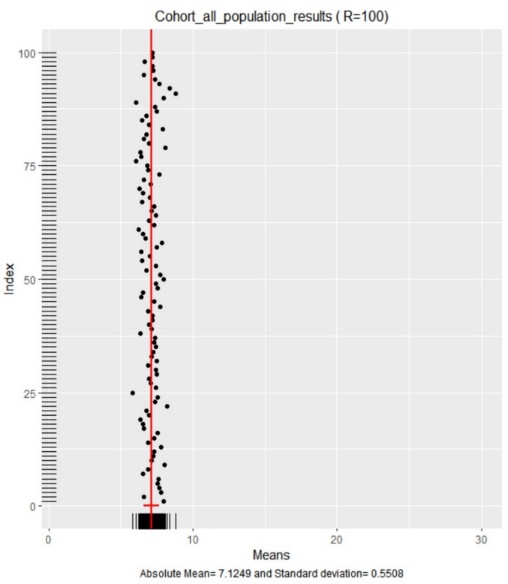 Cohort_all_population_results ( R=100)
100
75
50
25
0
Index
0 10 20 30
Means
Absolute Mean= 7.1249 and Standard deviation= 0.5508